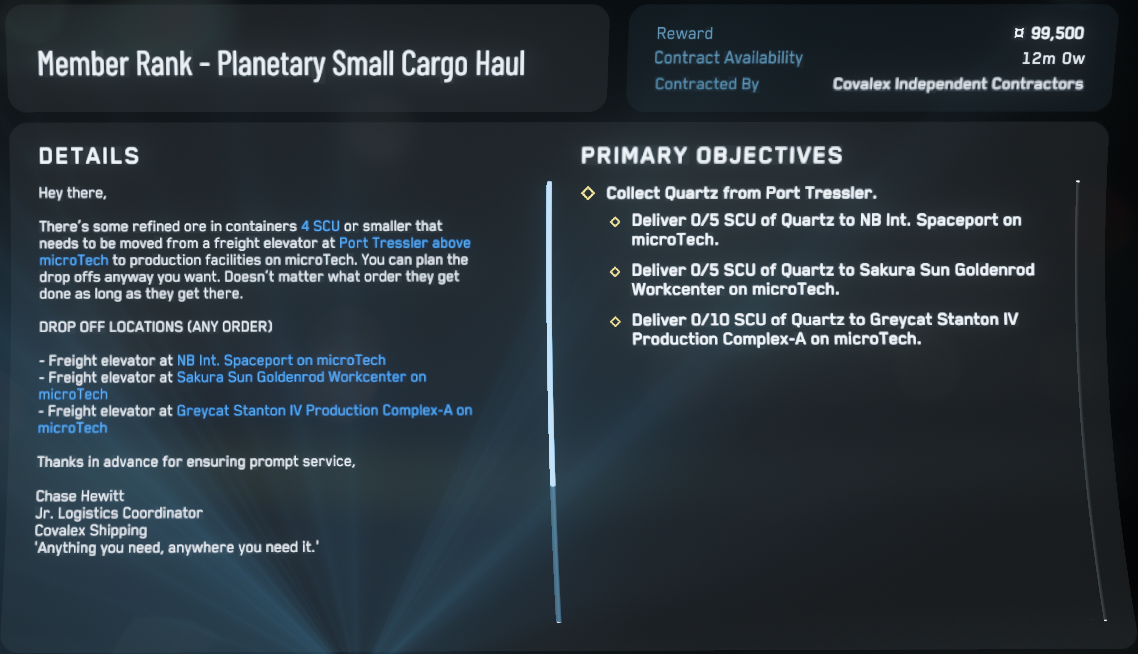 Member Rank - Planetary Small Cargo Haul
Reward ¤ 99,500
Contract Availability 12m 0w
Contracted By Covalex Independent Contractors
DETAILS
Hey there,
There's some refined ore in containers 4 SCU or smaller that
needs to be moved from a freight elevator at Port Tressler above
microTech to production facilities on microTech. You can plan the
drop offs anyway you want. Doesn't matter what order they get
done as long as they get there.
DROP OFF LOCATIONS (ANY ORDER)
- Freight elevator at NB Int. Spaceport on microTech
- Freight elevator at Sakura Sun Goldenrod Workcenter on
microTech
- Freight elevator at Greycat Stanton IV Production Complex-A on
microTech
Thanks in advance for ensuring prompt service,
Chase Hewitt
Jr. Logistics Coordinator
Covalex Shipping
'Anything you need, anywhere you need it.'
PRIMARY OBJECTIVES
Collect Quartz from Port Tressler.
Deliver 0/5 SCU of Quartz to NB Int. Spaceport on
microTech.
Deliver 0/5 SCU of Quartz to Sakura Sun Goldenrod
Workcenter on microTech.
Deliver 0/10 SCU of Quartz to Greycat Stanton IV
Production Complex-A on microTech.